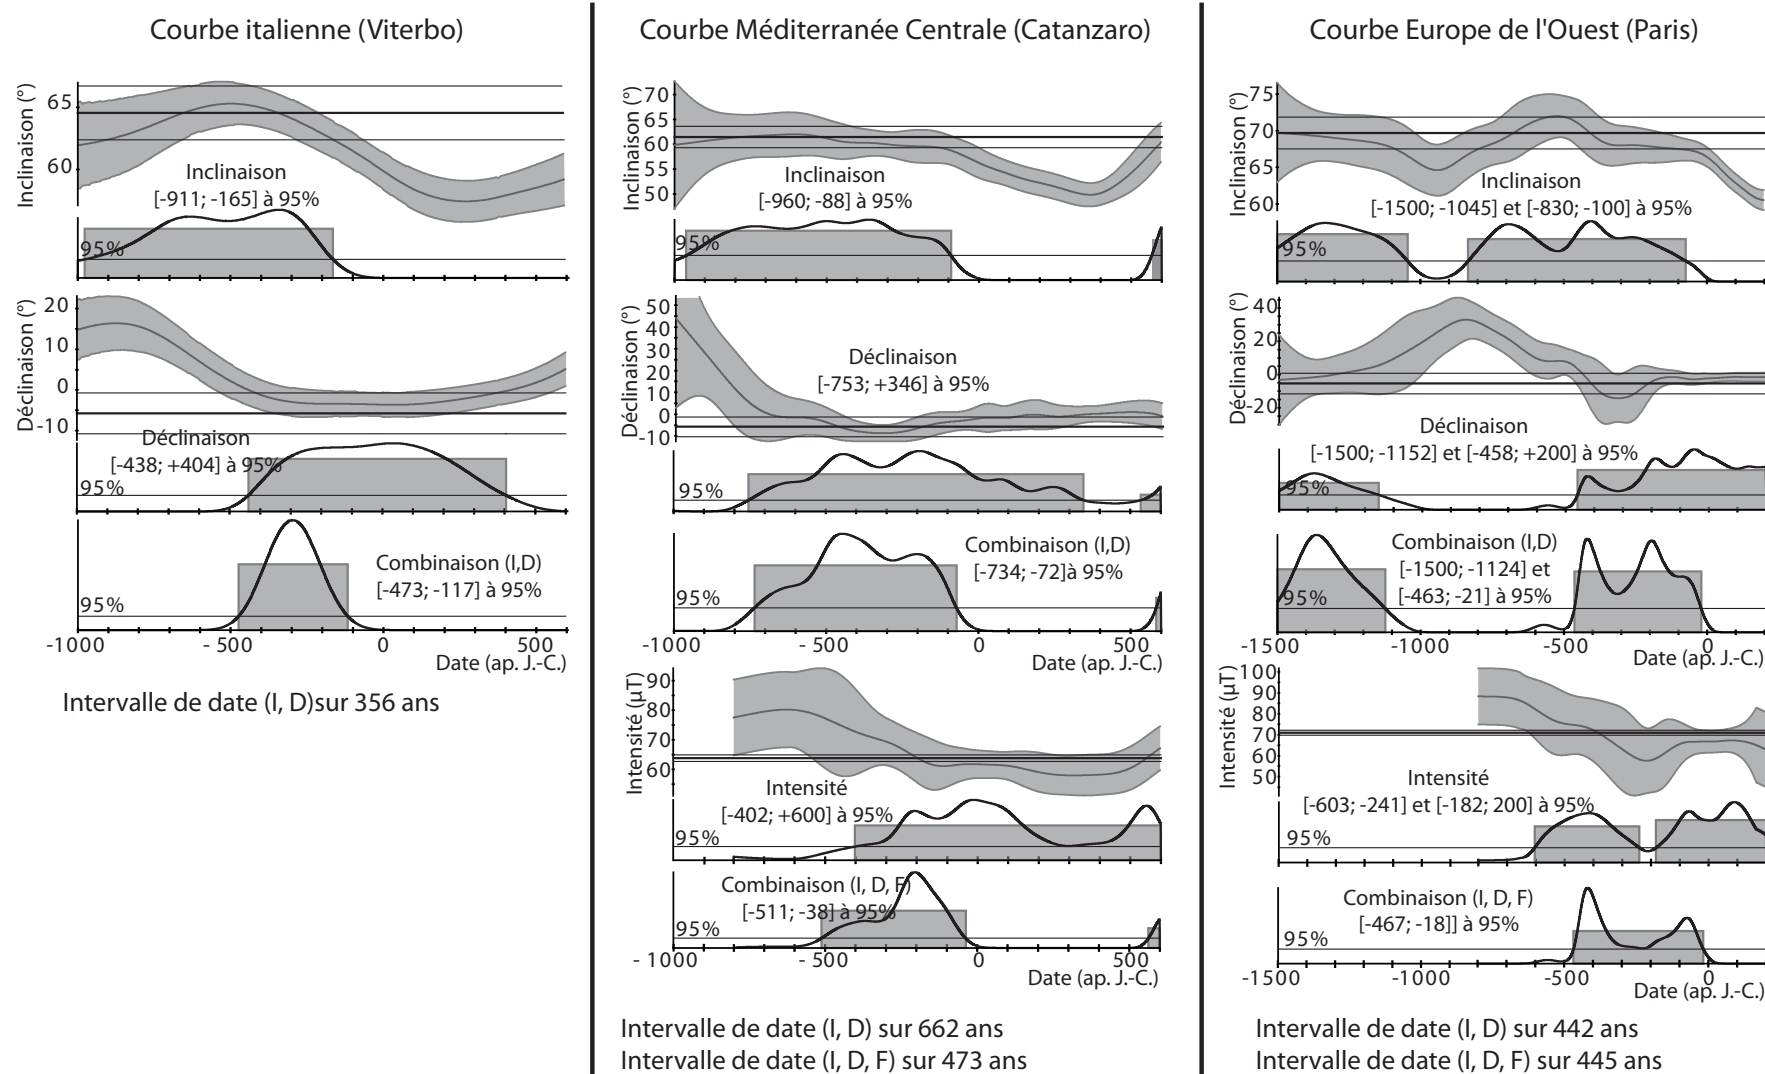 Courbe italienne (Viterbo)
Inclinaison (°)
65
60
Inclinaison
[-911; -165] à 95%
95%
Déclinaison (°)
20
10
0
-10
Déclinaison
[-438; +404] à 95%
95%
Combinaison (I,D)
[-473; -117] à 95%
95%
-1000 - 500 0 500
Date (ap. J.-C.)
Intervalle de date (I, D)sur 356 ans
Courbe Méditerranée Centrale (Catanzaro)
Inclinaison (°)
70
65
60
55
50
Inclinaison
[-960; -88] à 95%
95%
Déclinaison (°)
50
40
30
20
10
0
-10
Déclinaison
[-753; +346] à 95%
95%
Combinaison (I,D)
[-734; -72]à 95%
95%
-1000 - 500 0 500
Date (ap. J.-C.)
Intensité (µT)
90
80
70
60
Intensité
[-402; +600] à 95%
95%
Combinaison (I, D, F)
[-511; -38] à 95%
95%
- 1000 - 500 0 500
Date (ap. J.-C.)
Intervalle de date (I, D) sur 662 ans
Intervalle de date (I, D, F) sur 473 ans
Courbe Europe de l'Ouest (Paris)
Inclinaison (°)
75
70
65
60
Inclinaison
[-1500; -1045] et [-830; -100] à 95%
95%
Déclinaison (°)
40
20
0
-20
Déclinaison
[-1500; -1152] et [-458; +200] à 95%
95%
Combinaison (I,D)
[-1500; -1124] et
[-463; -21] à 95%
95%
-1500 -1000 -500 0
Date (ap. J.-C.)
Intensité (µT)
100
90
80
70
60
50
Intensité
[-603; -241] et [-182; 200] à 95%
95%
Combinaison (I, D, F)
[-467; -18]] à 95%
95%
-1500 -1000 -500 0
Date (ap. J.-C.)
Intervalle de date (I, D) sur 442 ans
Intervalle de date (I, D, F) sur 445 ans